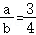 a/b = 3/4